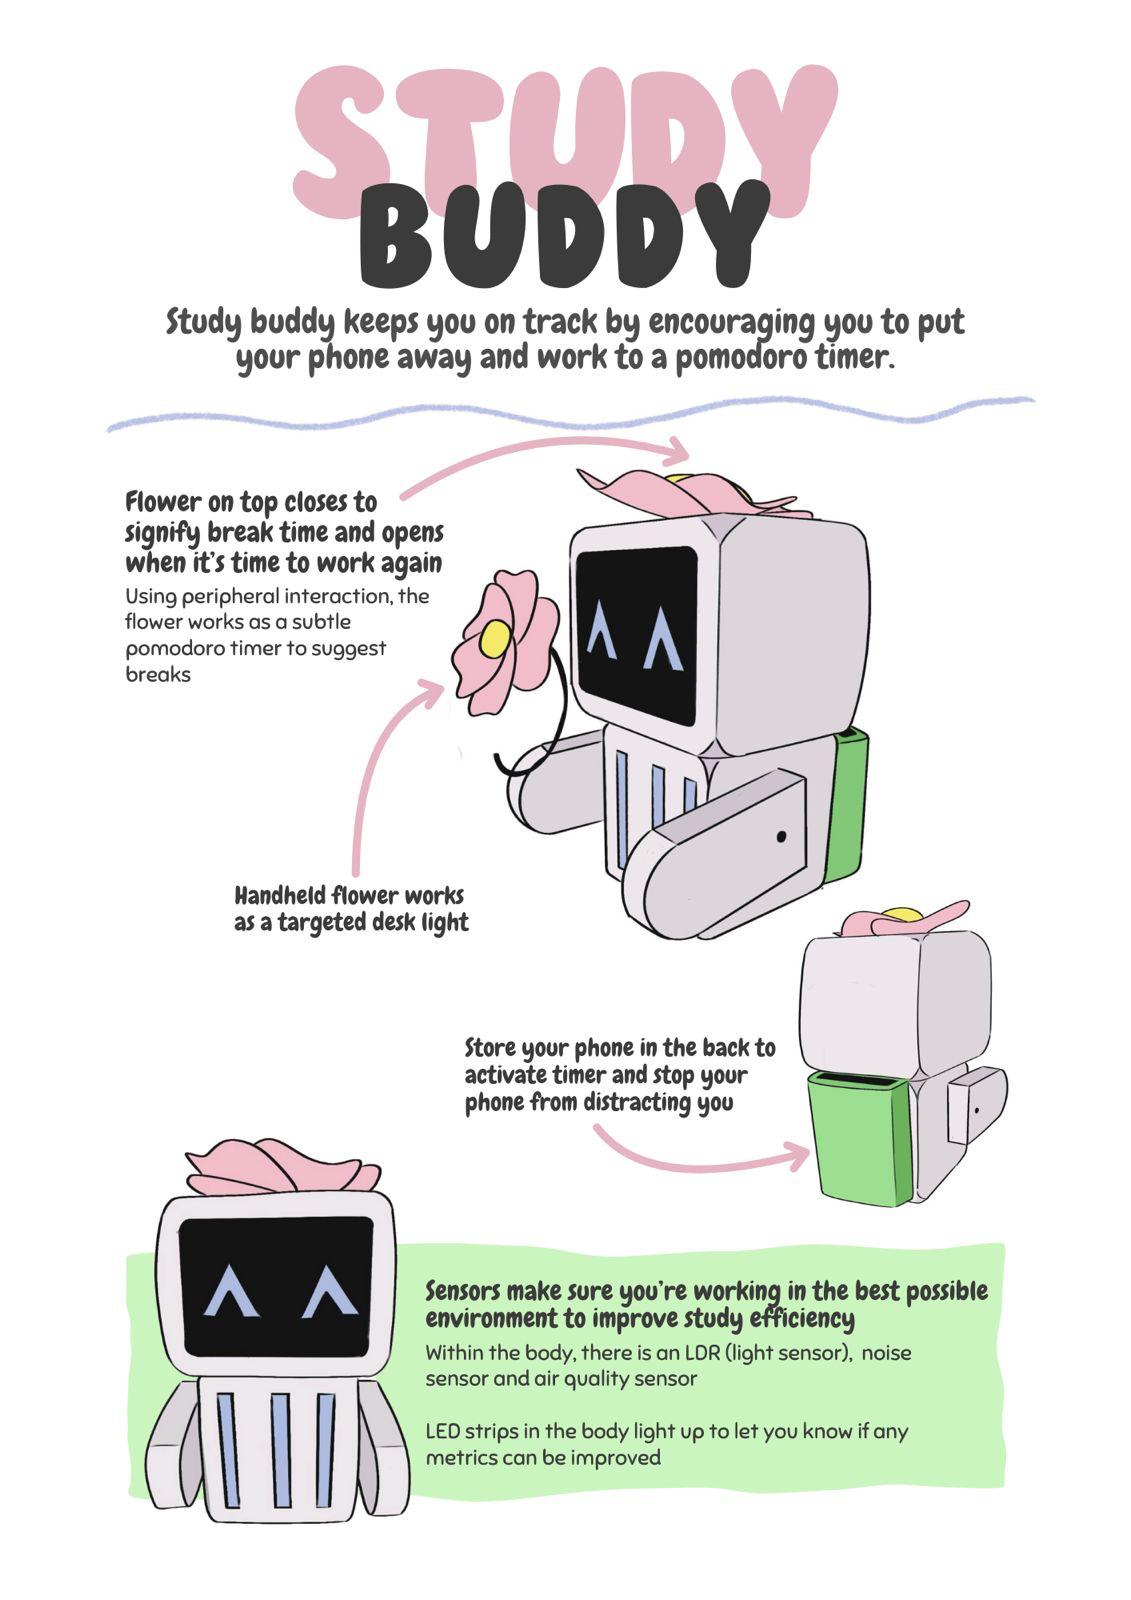 STUDY
BUDDY
Study buddy keeps you on track by encouraging you to put
your phone away and work to a pomodoro timer.
Flower on top closes to
signify break time and opens
when it's time to work again
Using peripheral interaction, the
flower works as a subtle
pomodoro timer to suggest
breaks
Handheld flower works
as a targeted desk light
Store your phone in the back to
activate timer and stop your
phone from distracting you
Sensors make sure you're working in the best possible
environment to improve study efficiency
Within the body, there is an LDR (light sensor), noise
sensor and air quality sensor
LED strips in the body light up to let you know if any
metrics can be improved